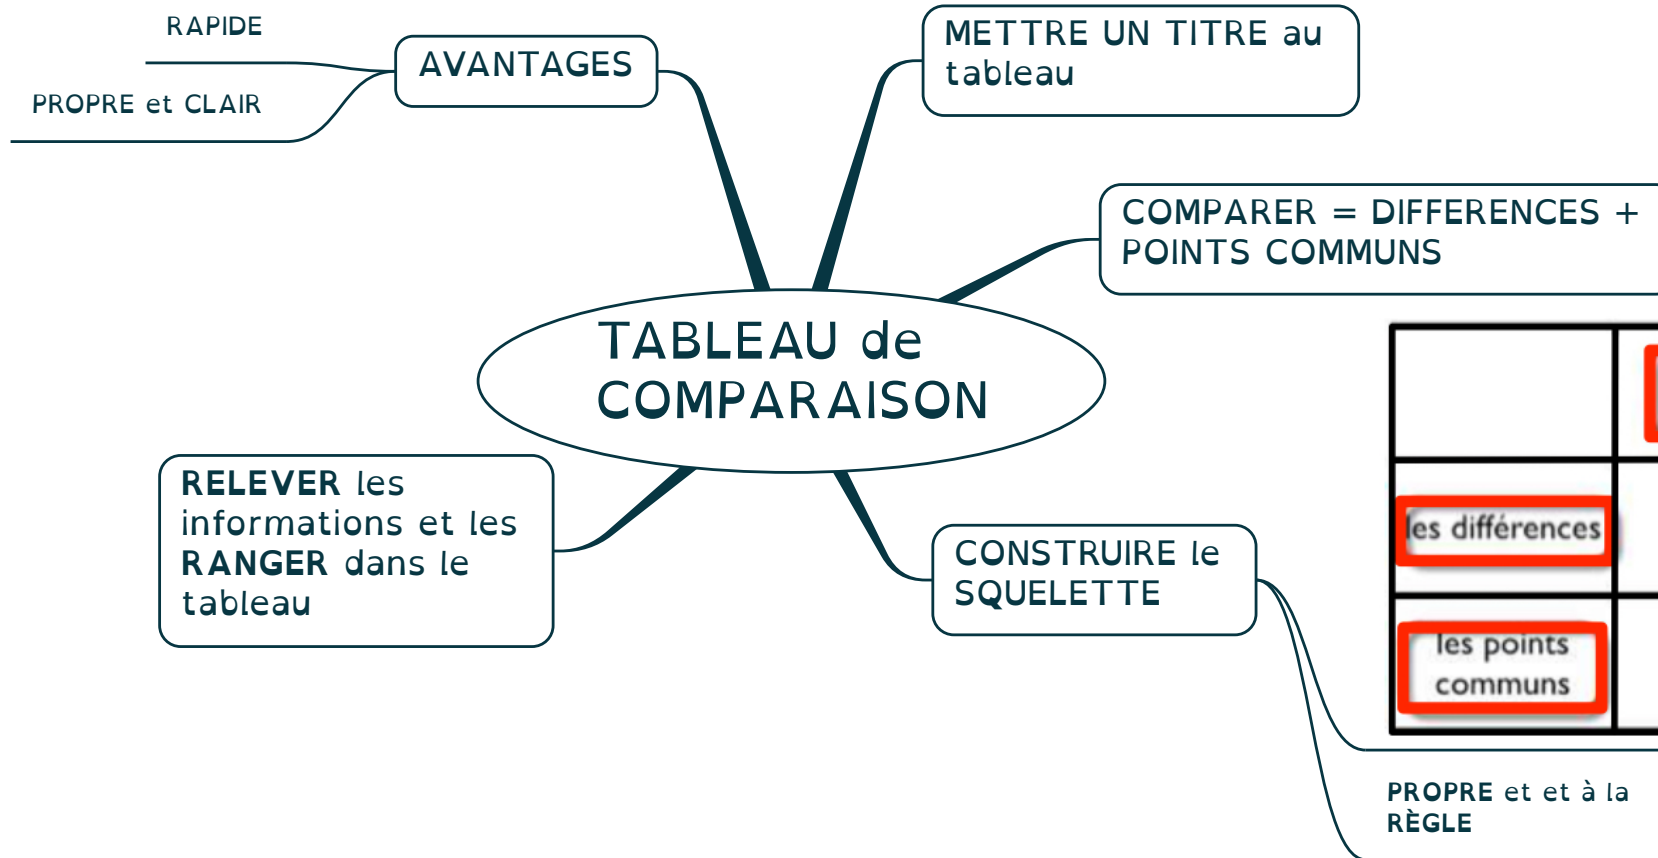 RAPIDE
PROPRE et CLAIR
AVANTAGES
METTRE UN TITRE au
tableau
COMPARER = DIFFERENCES +
POINTS COMMUNS
TABLEAU de
COMPARAISON
RELEVER les
informations et les
RANGER dans le
tableau
CONSTRUIRE le
SQUELETTE
les différences
les points
communs
PROPRE et et à la
RÈGLE